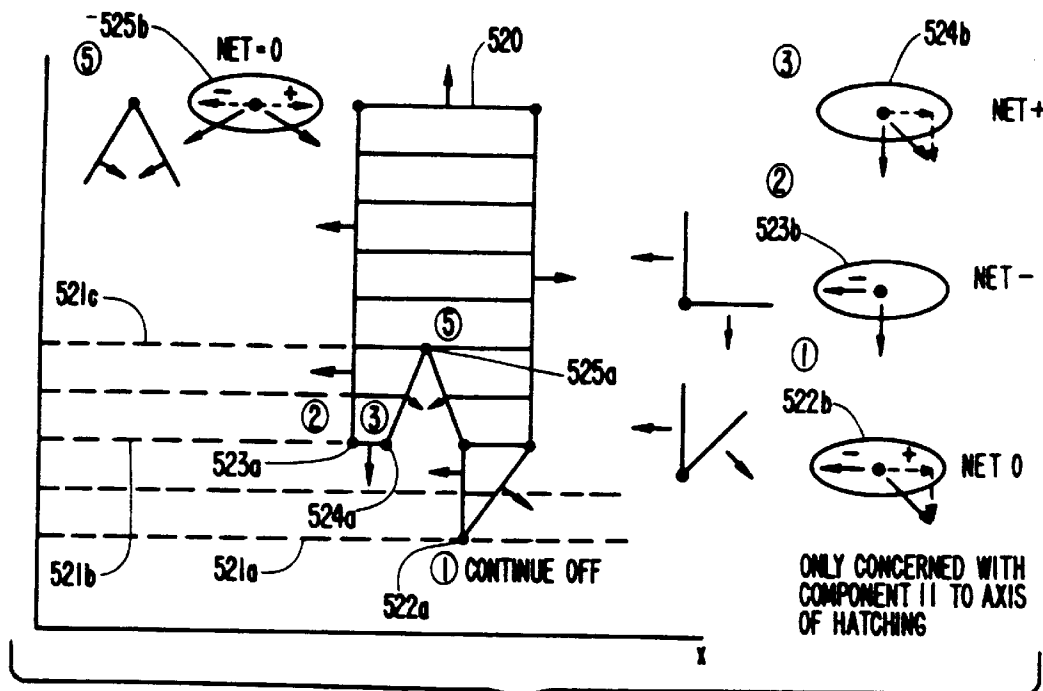 525b
⑤
NET = 0
- +
520
③
524b
NET +
②
523b
-
NET -
521c
⑤
525a
①
522b
- +
NET 0
②
③
523a
524a
521b
521a
522a
① CONTINUE OFF
ONLY CONCERNED WITH
COMPONENT II TO AXIS
OF HATCHING
x